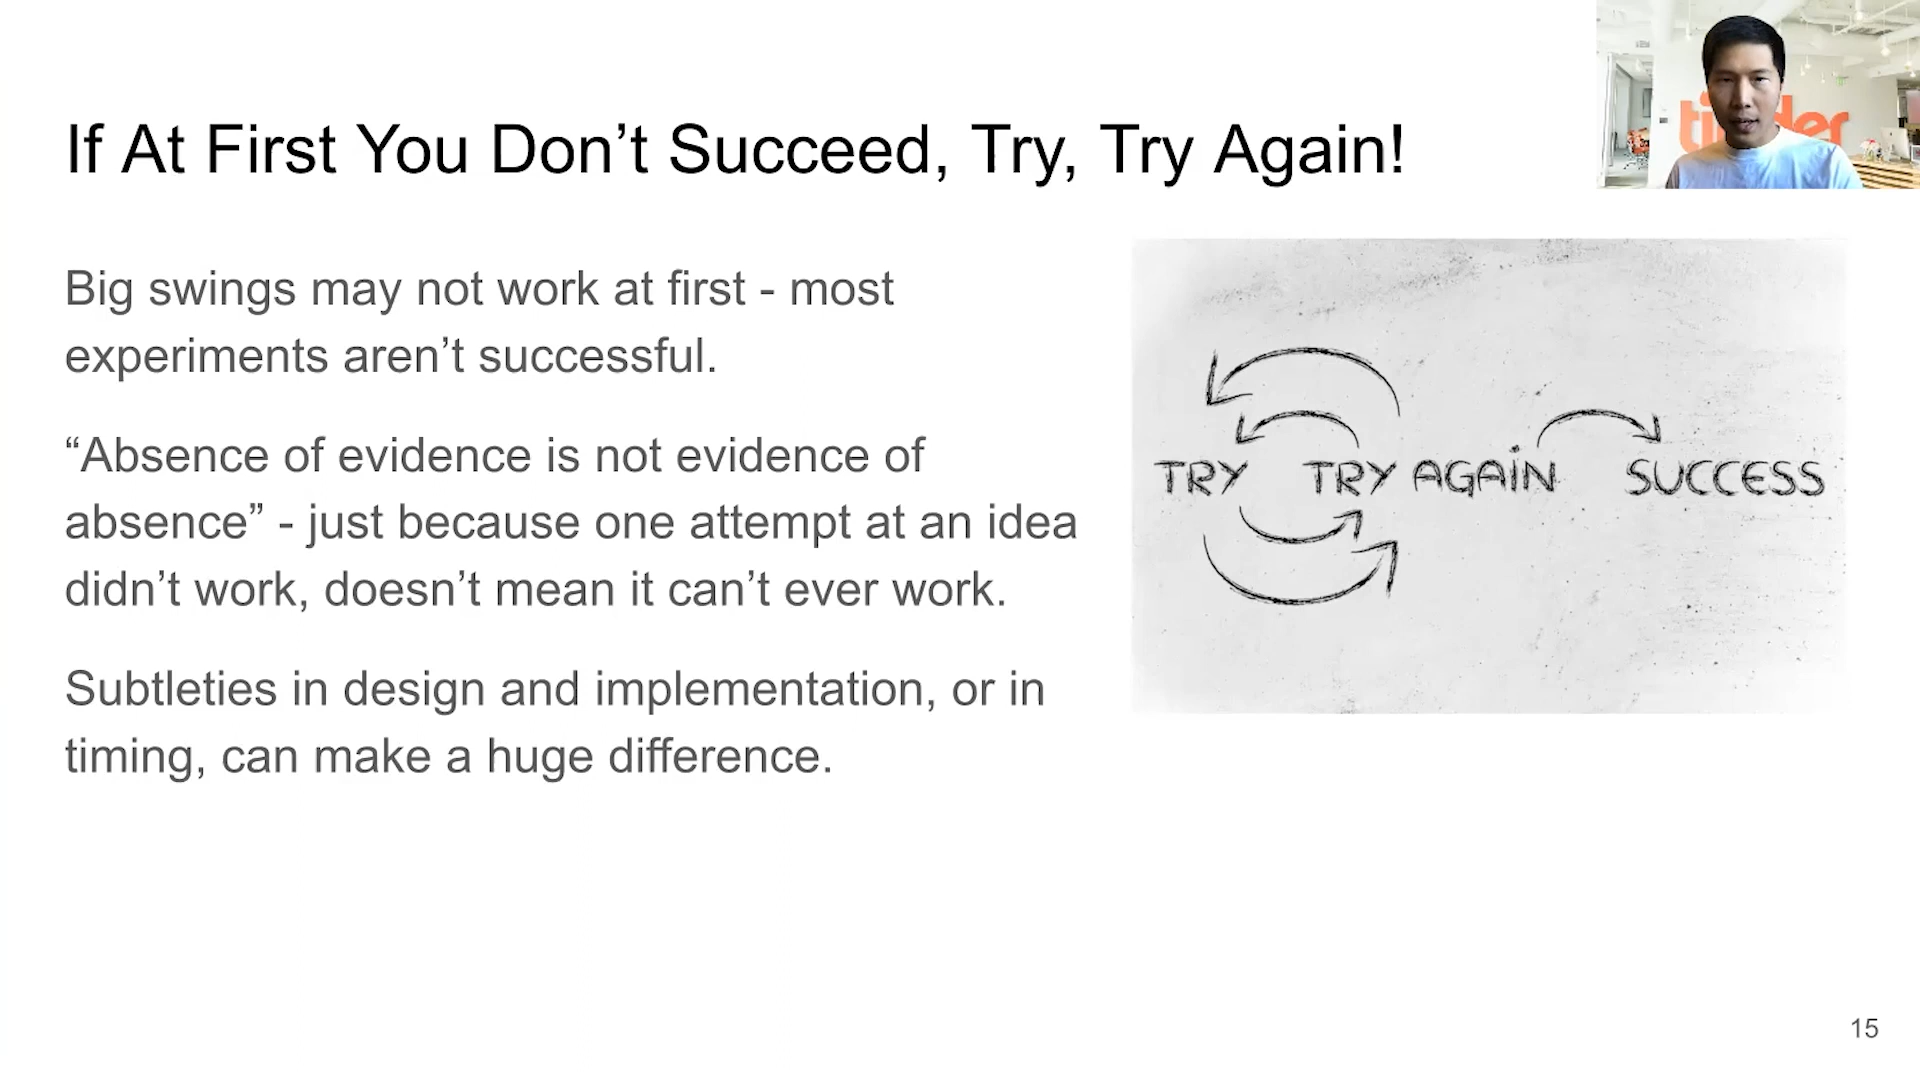 If At First You Don’t Succeed, Try, Try Again!
Big swings may not work at first - most
experiments aren’t successful.
“Absence of evidence is not evidence of
absence” - just because one attempt at an idea
didn’t work, doesn’t mean it can’t ever work.
Subtleties in design and implementation, or in
timing, can make a huge difference.
TRY TRY AGAIN SUCCESS
15